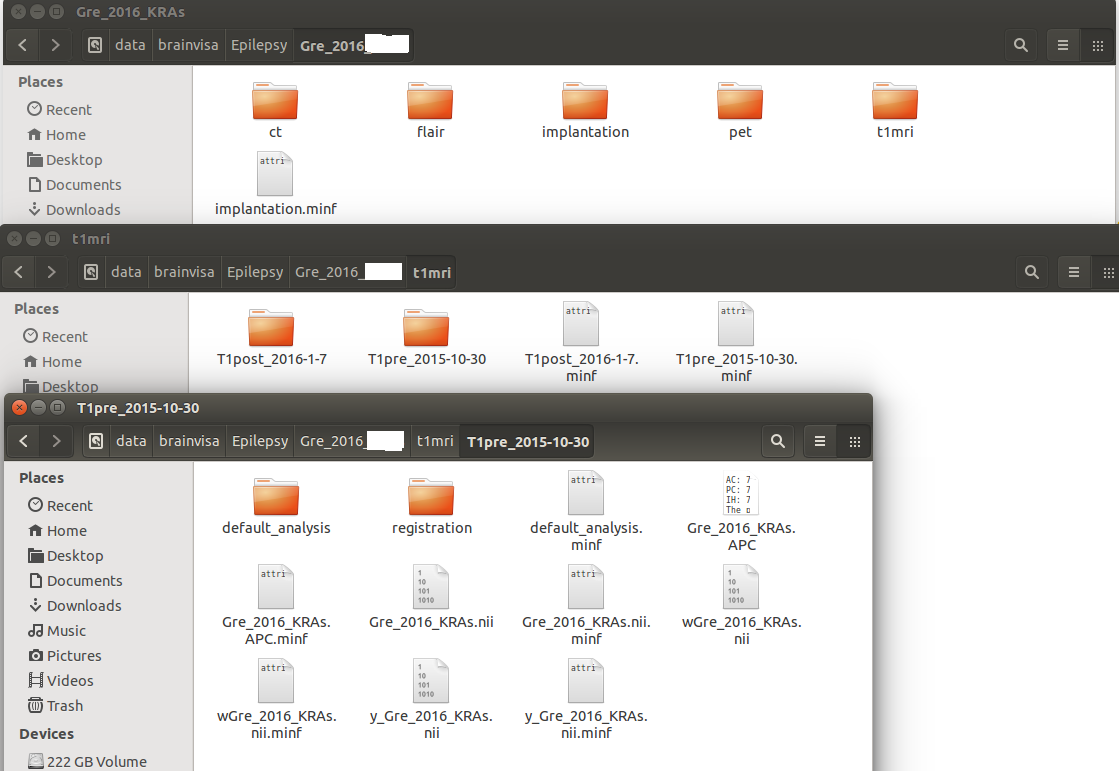 Gre_2016_KRAs
data brainvisa Epilepsy Gre_2016_
Places
Recent
Home
Desktop
Documents
Downloads
ct flair implantation pet t1mri
attri
implantation.minf
t1mri
data brainvisa Epilepsy Gre_2016_ t1mri
Places
Recent
Home
Desktop
attri attri
T1post_2016-1-7 T1pre_2015-10-30 T1post_2016-1-7. T1pre_2015-10-30.
minf minf
T1pre_2015-10-30
data brainvisa Epilepsy Gre_2016_ t1mri T1pre_2015-10-30
Places
Recent
Home
Desktop
Documents
Downloads
Music
Pictures
Videos
Trash
Devices
222 GB Volume
attri AC: 7
PC: 7
IH: 7
The p
default_analysis registration default_analysis. Gre_2016_KRAs.
minf APC
attri 1 attri 1
10 10
101 101
1010 1010
Gre_2016_KRAs. Gre_2016_KRAs.nii Gre_2016_KRAs.nii. wGre_2016_KRAs.
APC.minf minf nii
attri 1 attri
10
101
1010
wGre_2016_KRAs. y_Gre_2016_KRAs. y_Gre_2016_KRAs.
nii.minf nii nii.minf